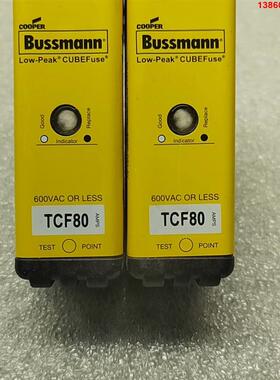 13860
COOPER
Bussmann®
Low-Peak® CUBEFuse®
Good
Replace
Indicator
600VAC OR LESS
TCF80
AMPS
TEST POINT
COOPER
Bussmann®
Low-Peak® CUBEFuse®
Good
Replace
Indicator
600VAC OR LESS
TCF80
AMPS
TEST POINT